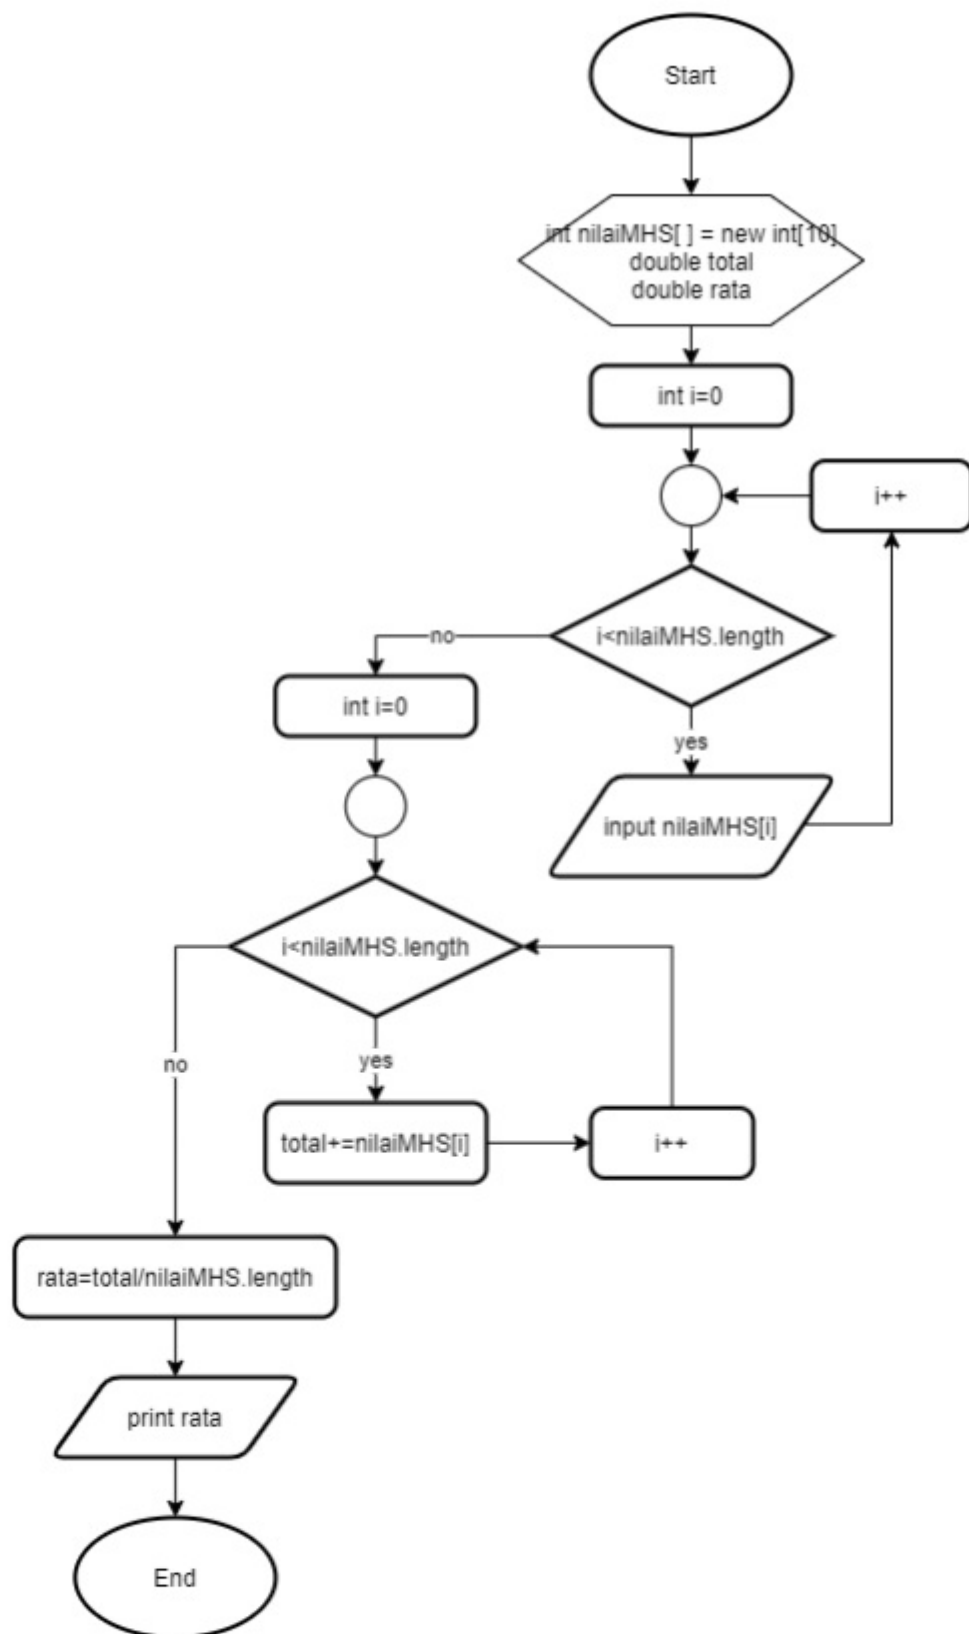 Start
int nilaiMHS[ ] = new int[10]
double total
double rata
int i=0
i++
i<nilaiMHS.length
no
int i=0
yes
input nilaiMHS[i]
i<nilaiMHS.length
no
yes
total+=nilaiMHS[i]
i++
rata=total/nilaiMHS.length
print rata
End